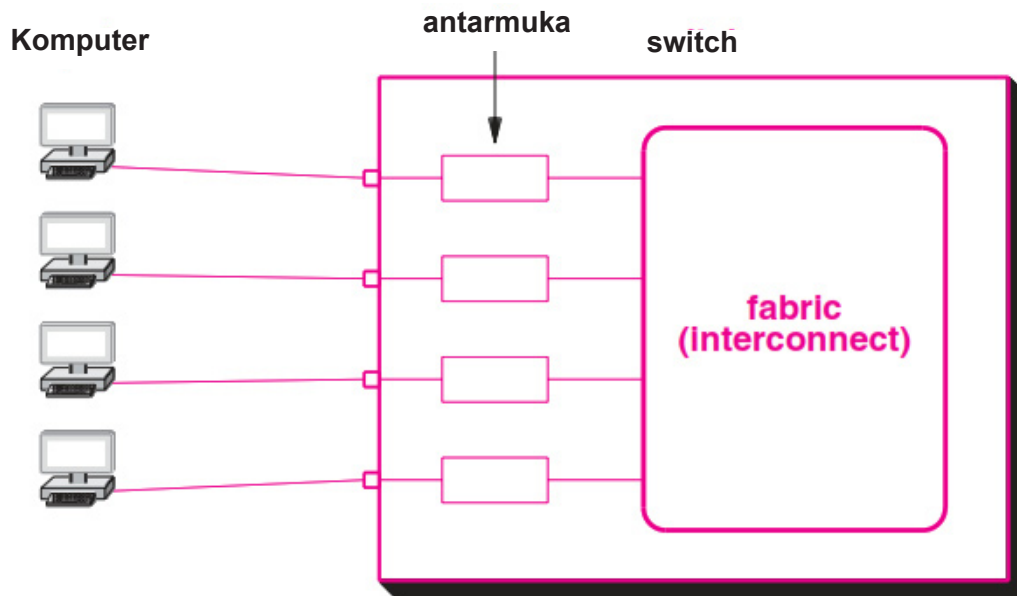 Komputer
antarmuka
switch
fabric
(interconnect)